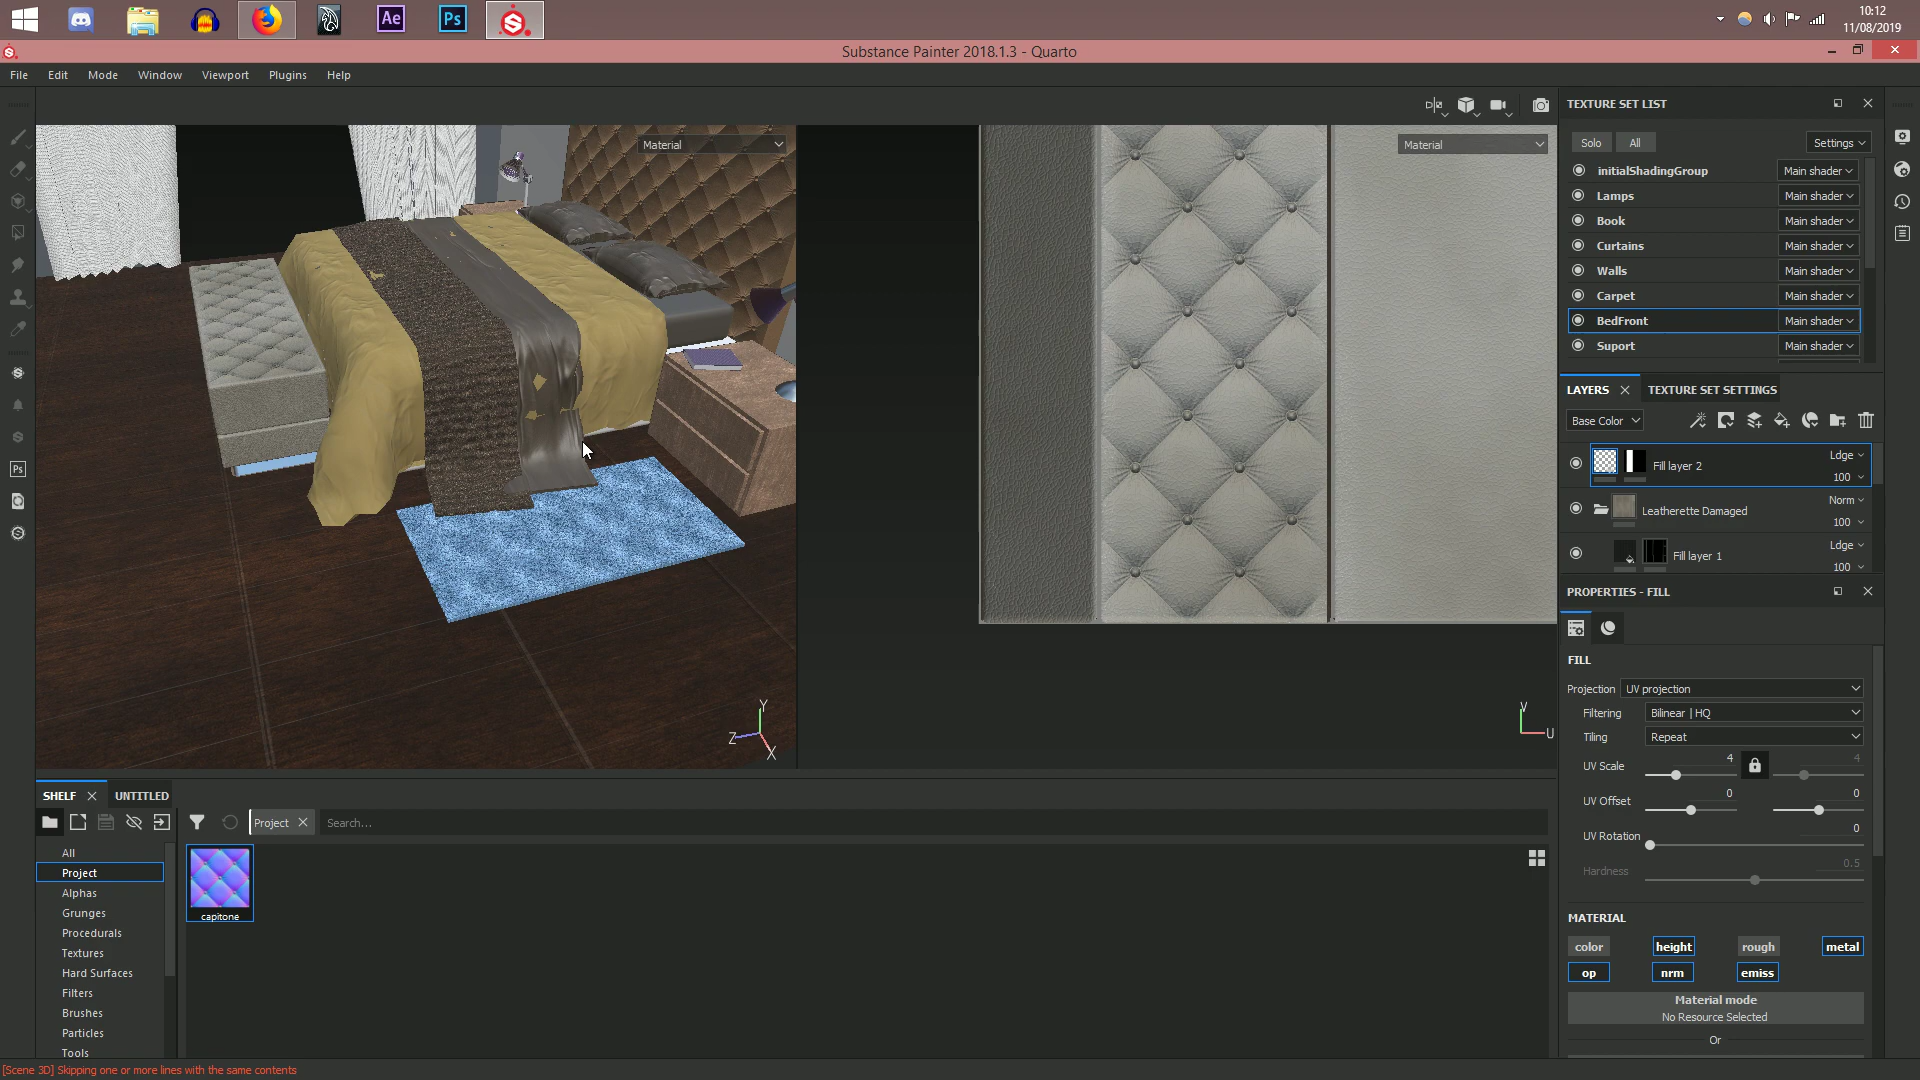 Ae
Ps
10:12
11/08/2019
Substance Painter 2018.1.3 - Quarto
File Edit Mode Window Viewport Plugins Help
Material
Material
TEXTURE SET LIST
Solo All Settings
initialShadingGroup Main shader
Lamps Main shader
Book Main shader
Curtains Main shader
Walls Main shader
Carpet Main shader
BedFront Main shader
Suport Main shader
LAYERS TEXTURE SET SETTINGS
Base Color
Fill layer 2 Ldge
100
Leatherette Damaged Norm
100
Fill layer 1 Ldge
100
PROPERTIES - FILL
FILL
Projection UV projection
Filtering Bilinear | HQ
Tiling Repeat
UV Scale 4 4
UV Offset 0 0
UV Rotation 0
Hardness 0.5
MATERIAL
color height rough metal
op nrm emiss
Material mode
No Resource Selected
Or
Ps
Y
Z
X
V
U
SHELF UNTITLED
Project Search...
All
Project
Alphas
Grunges
Procedurals
Textures
Hard Surfaces
Filters
Brushes
Particles
Tools
capitone
[Scene 3D] Skipping one or more lines with the same contents